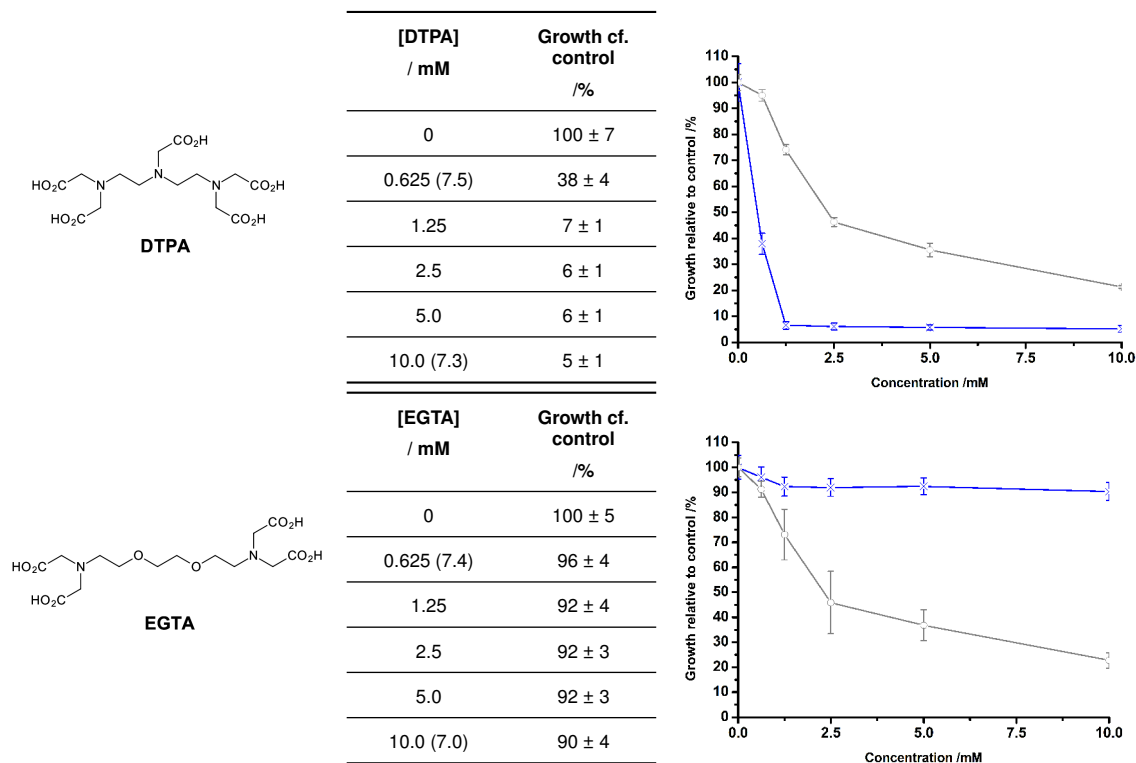 [DTPA]
/ mM
Growth cf.
control
/%
0
100 ± 7
0.625 (7.5)
38 ± 4
1.25
7 ± 1
2.5
6 ± 1
5.0
6 ± 1
10.0 (7.3)
5 ± 1
CO2H
HO2C
N
N
N
CO2H
HO2C
CO2H
DTPA
110
100
90
80
70
60
50
40
30
20
10
0
Growth relative to control /%
0.0
2.5
5.0
7.5
10.0
Concentration /mM
[EGTA]
/ mM
Growth cf.
control
/%
0
100 ± 5
0.625 (7.4)
96 ± 4
1.25
92 ± 4
2.5
92 ± 3
5.0
92 ± 3
10.0 (7.0)
90 ± 4
CO2H
O
N
CO2H
HO2C
N
O
HO2C
EGTA
110
100
90
80
70
60
50
40
30
20
10
0
Growth relative to control /%
0.0
2.5
5.0
7.5
10.0
Concentration /mM